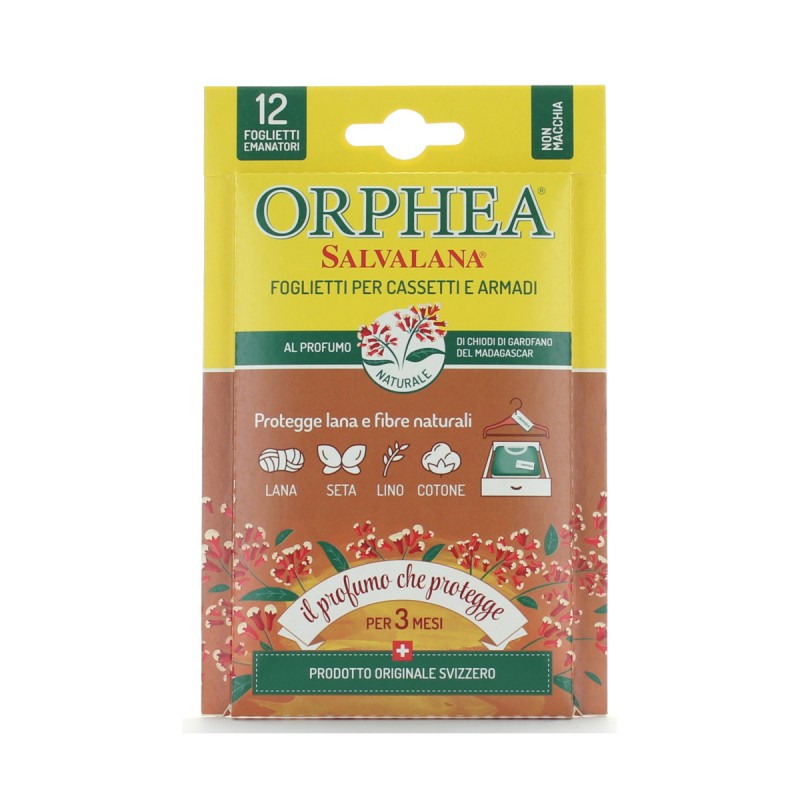 12
FOGLIETTI
EMANATORI
NON
MACCHIA
ORPHEA®
SALVALANA®
FOGLIETTI PER CASSETTI E ARMADI
AL PROFUMO
DI CHIODI DI GAROFANO
DEL MADAGASCAR
NATURALE
Protegge lana e fibre naturali
LANA SETA LINO COTONE
il profumo che protegge
PER 3 MESI
PRODOTTO ORIGINALE SVIZZERO